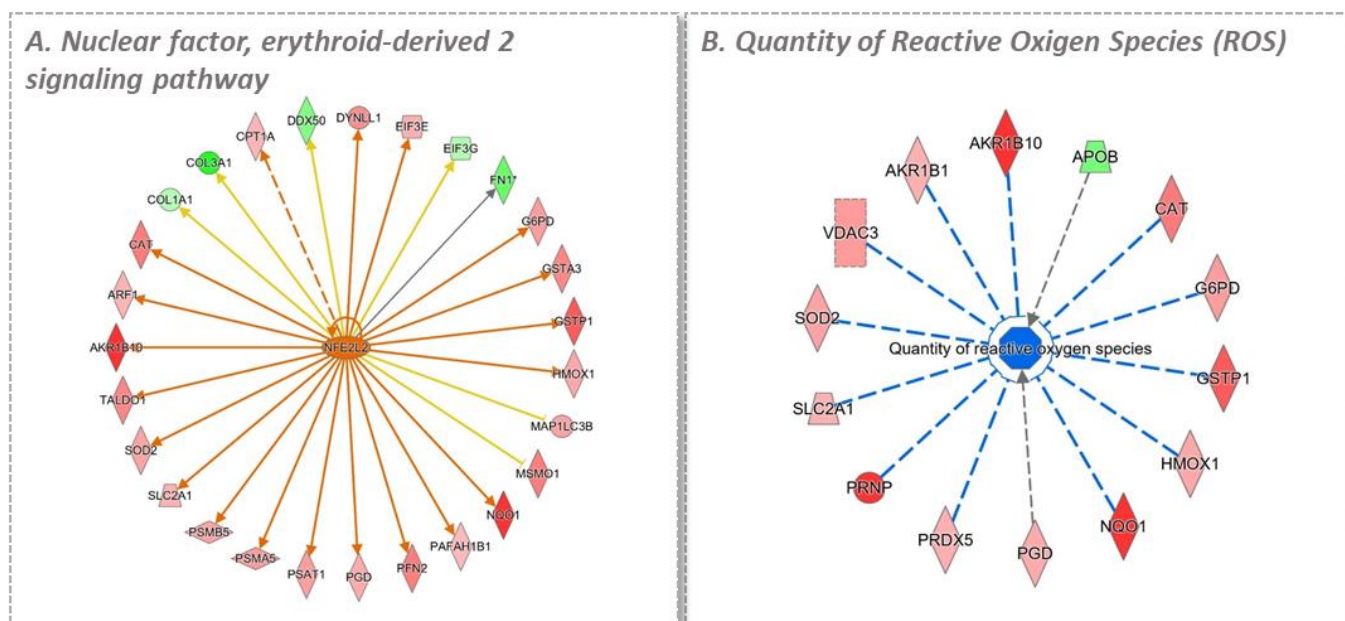 A. Nuclear factor, erythroid-derived 2
signaling pathway
DYNLL1
DDX50
EIF3E
CPT1A
EIF3G
COL3A1
FN1*
COL1A1
G6PD
CAT
GSTA3
ARF1
GSTP1
AKR1B10
NFE2L2
HMOX1
TALDO1
MAP1LC3B
SOD2
MSMO1
SLC2A1
NQO1
PSMB5
PAFAH1B1
PSMA5
PFN2
PSAT1
PGD
B. Quantity of Reactive Oxigen Species (ROS)
AKR1B10
APOB
AKR1B1
CAT
VDAC3
G6PD
SOD2
Quantity of reactive oxygen species
GSTP1
SLC2A1
HMOX1
PRNP
NQO1
PRDX5
PGD